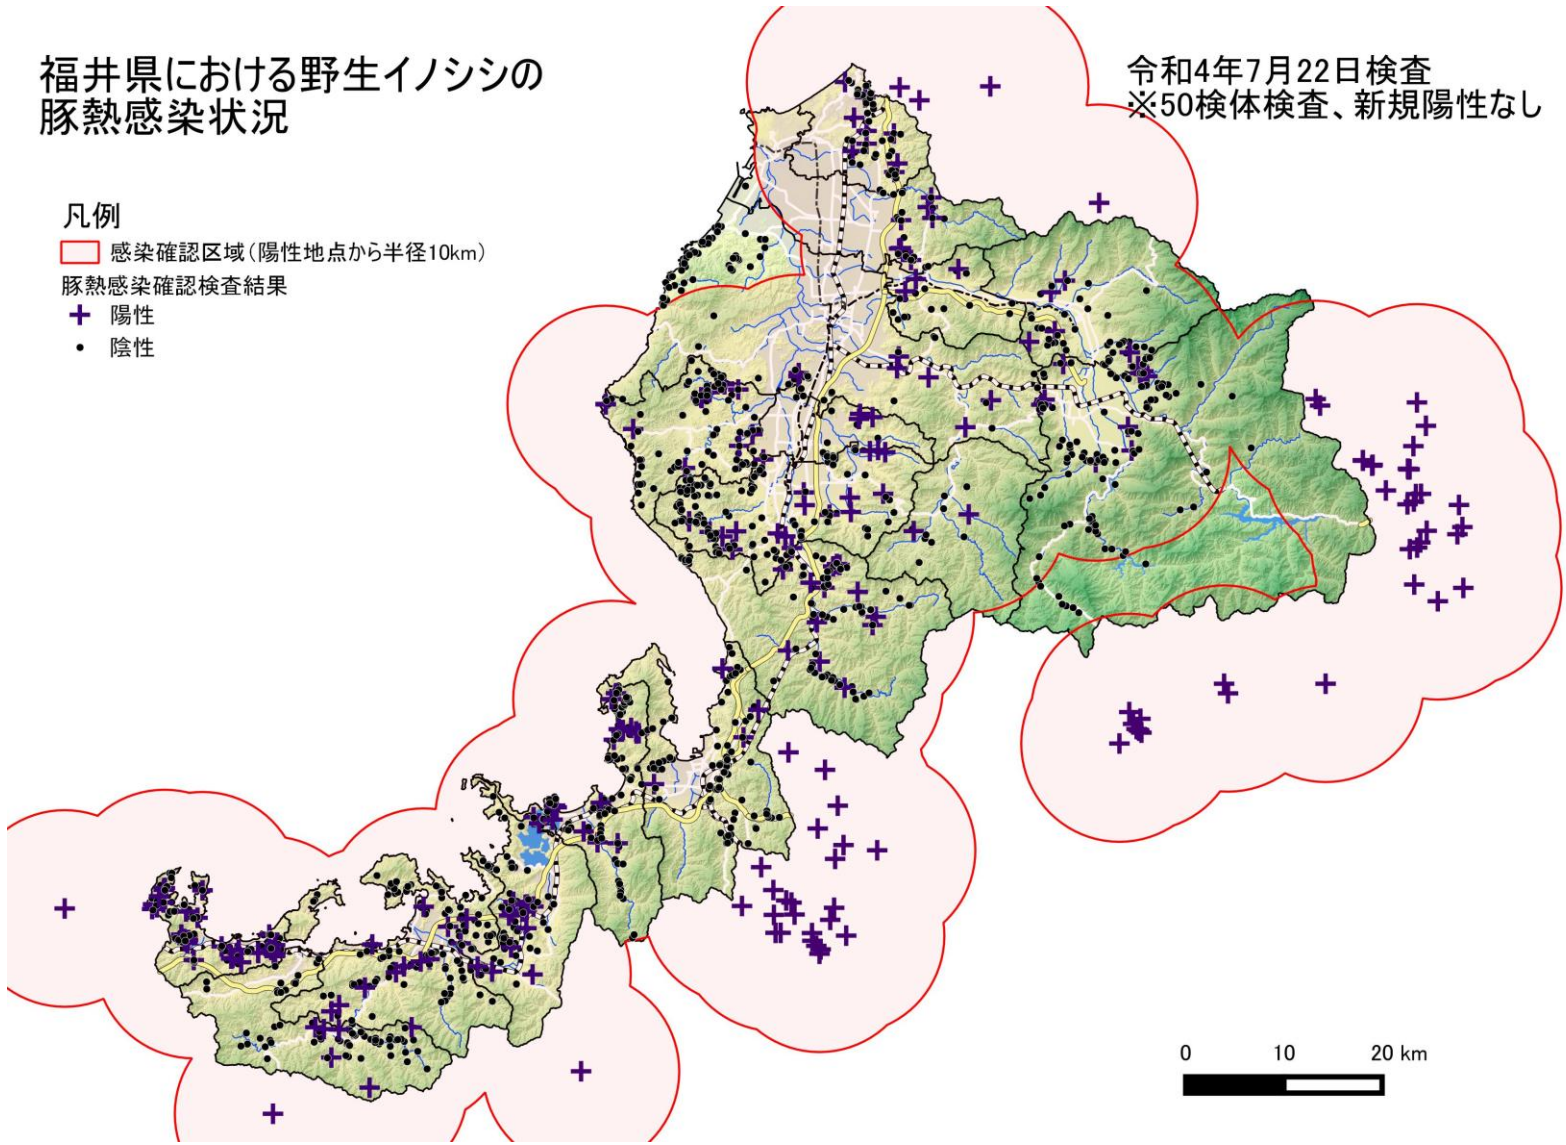 福井県における野生イノシシの
豚熱感染状況
令和4年7月22日検査
※50検体検査、新規陽性なし
凡例
感染確認区域（陽性地点から半径10km）
豚熱感染確認検査結果
陽性
陰性
0 10 20 km